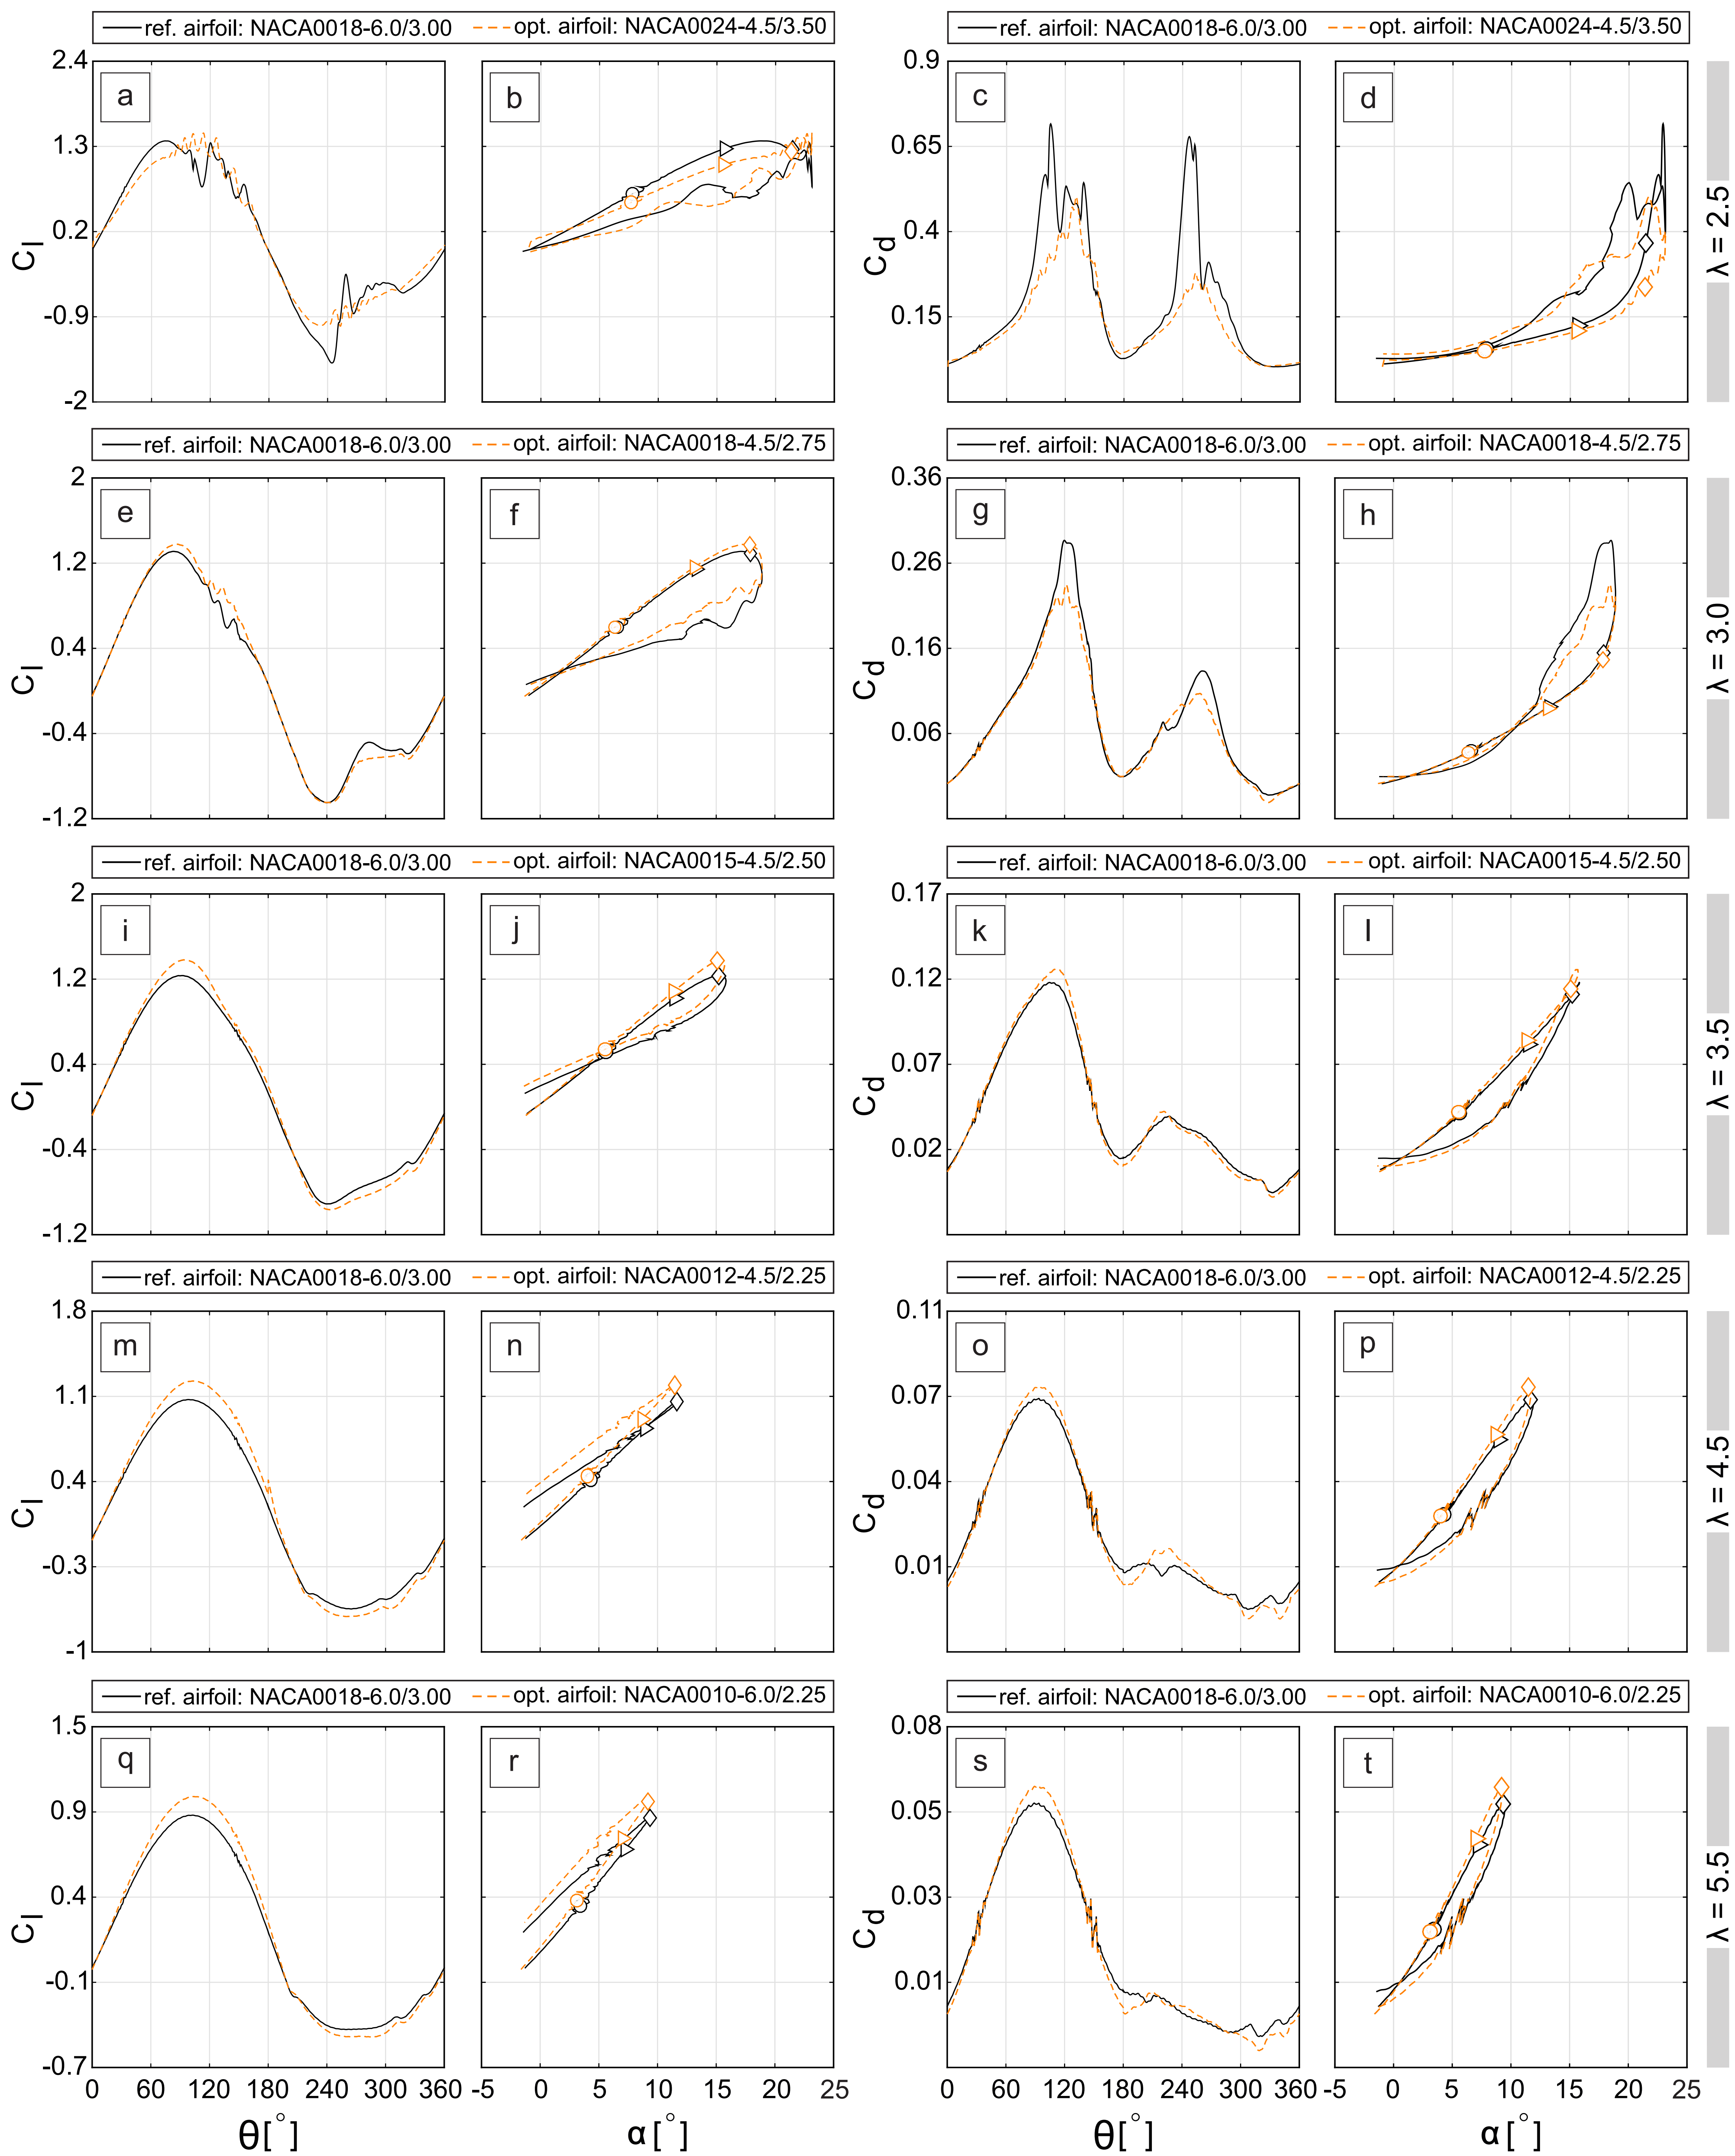 ref. airfoil: NACA0018-6.0/3.00 opt. airfoil: NACA0024-4.5/3.50 ref. airfoil: NACA0018-6.0/3.00 opt. airfoil: NACA0024-4.5/3.50
2.4 1.3 0.2 -0.9 -2
Cl
a
b
0.9 0.65 0.4 0.15
Cd
c
d
λ = 2.5
ref. airfoil: NACA0018-6.0/3.00 opt. airfoil: NACA0018-4.5/2.75 ref. airfoil: NACA0018-6.0/3.00 opt. airfoil: NACA0018-4.5/2.75
2 1.2 0.4 -0.4 -1.2
Cl
e
f
0.36 0.26 0.16 0.06
Cd
g
h
λ = 3.0
ref. airfoil: NACA0018-6.0/3.00 opt. airfoil: NACA0015-4.5/2.50 ref. airfoil: NACA0018-6.0/3.00 opt. airfoil: NACA0015-4.5/2.50
2 1.2 0.4 -0.4 -1.2
Cl
i
j
0.17 0.12 0.07 0.02
Cd
k
l
λ = 3.5
ref. airfoil: NACA0018-6.0/3.00 opt. airfoil: NACA0012-4.5/2.25 ref. airfoil: NACA0018-6.0/3.00 opt. airfoil: NACA0012-4.5/2.25
1.8 1.1 0.4 -0.3 -1
Cl
m
n
0.11 0.07 0.04 0.01
Cd
o
p
λ = 4.5
ref. airfoil: NACA0018-6.0/3.00 opt. airfoil: NACA0010-6.0/2.25 ref. airfoil: NACA0018-6.0/3.00 opt. airfoil: NACA0010-6.0/2.25
1.5 0.9 0.4 -0.1 -0.7
Cl
q
r
0.08 0.05 0.03 0.01
Cd
s
t
λ = 5.5
0 60 120 180 240 300 360 -5 0 5 10 15 20 25 0 60 120 180 240 300 360 -5 0 5 10 15 20 25
θ[°] α[°] θ[°] α[°]